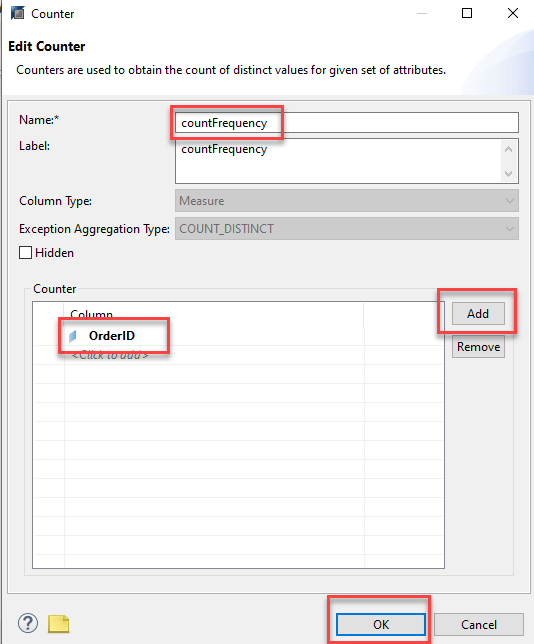 Counter
Edit Counter
Counters are used to obtain the count of distinct values for given set of attributes.
Name:* countFrequency
Label: countFrequency
Column Type: Measure
Exception Aggregation Type: COUNT_DISTINCT
Hidden
Counter
Column
Add
OrderID
<Click to add>
Remove
?
OK Cancel